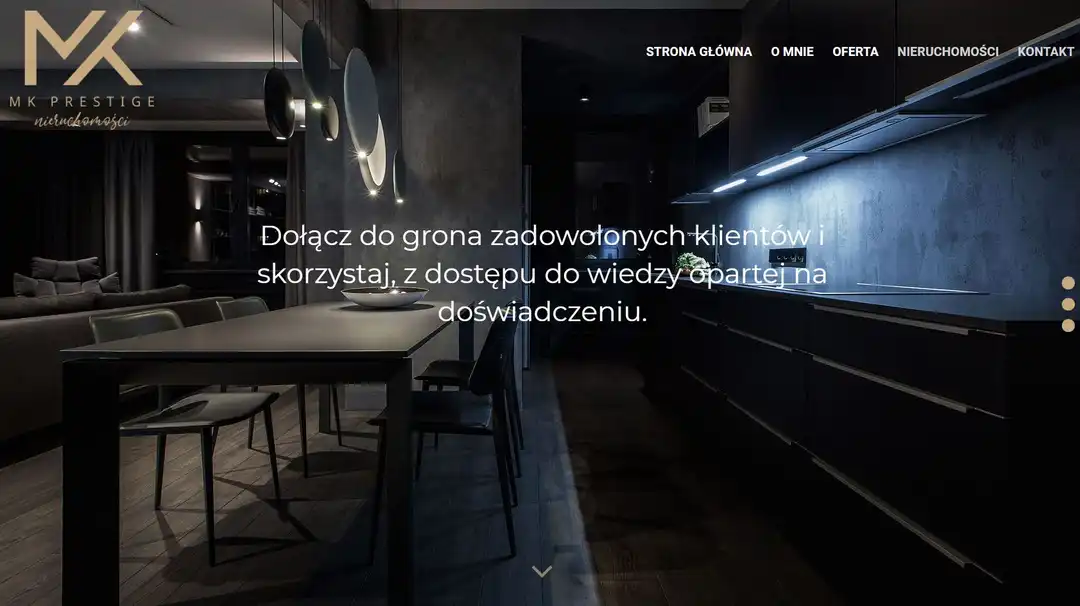 MK
MK PRESTIGE
nieruchomości
STRONA GŁÓWNA O MNIE OFERTA NIERUCHOMOŚCI KONTAKT
Dołącz do grona zadowolonych klientów i
skorzystaj, z dostępu do wiedzy opartej na
doświadczeniu.